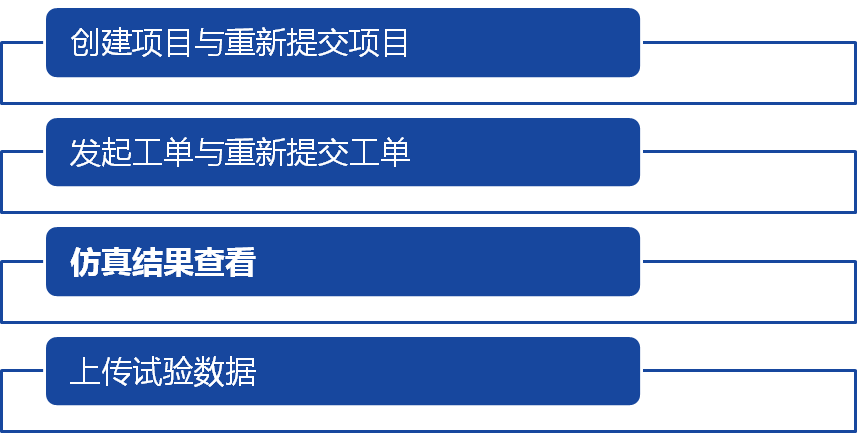 创建项目与重新提交项目
发起工单与重新提交工单
仿真结果查看
上传试验数据